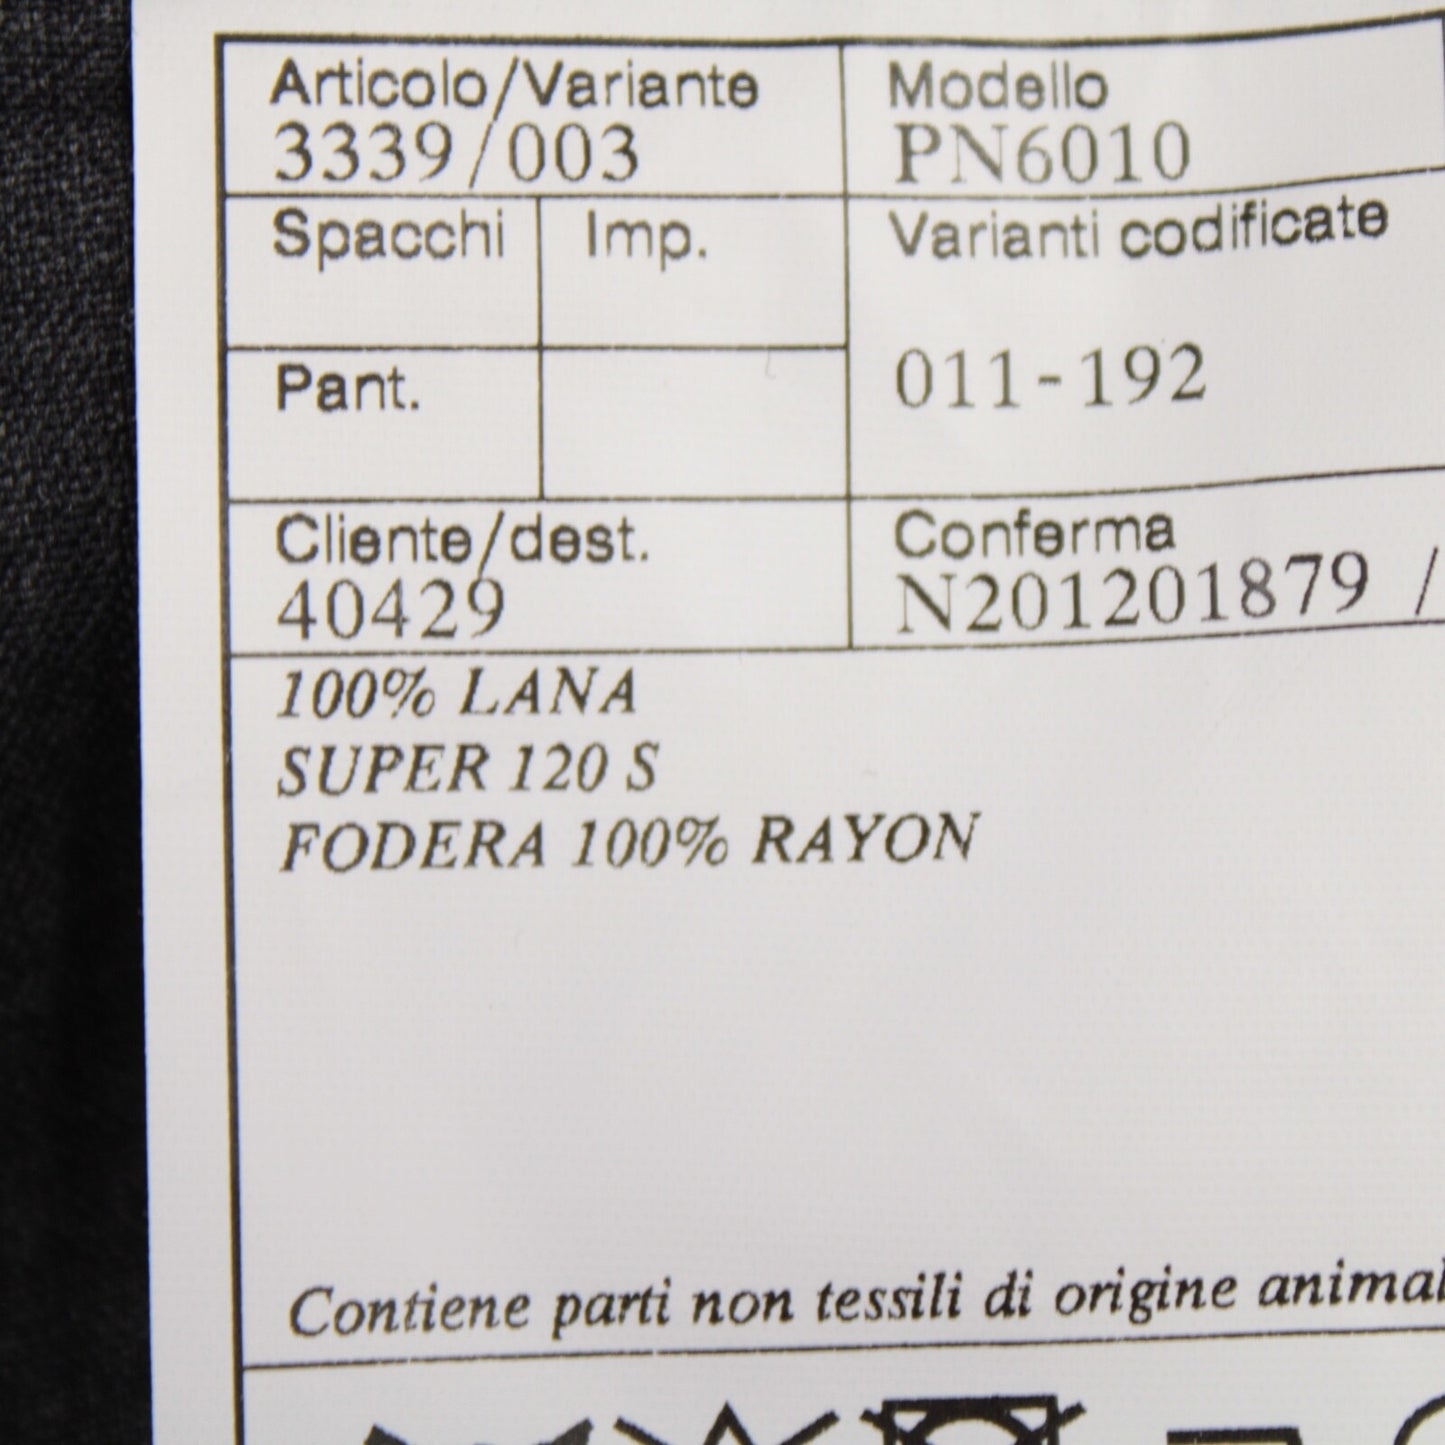 Articolo/Variante
3339/003
Modello
PN6010
Spacchi
Imp.
Varianti codificate
011-192
Pant.
Cliente/dest.
40429
Conferma
N201201879 /
100% LANA
SUPER 120 S
FODERA 100% RAYON
Contiene parti non tessili di origine